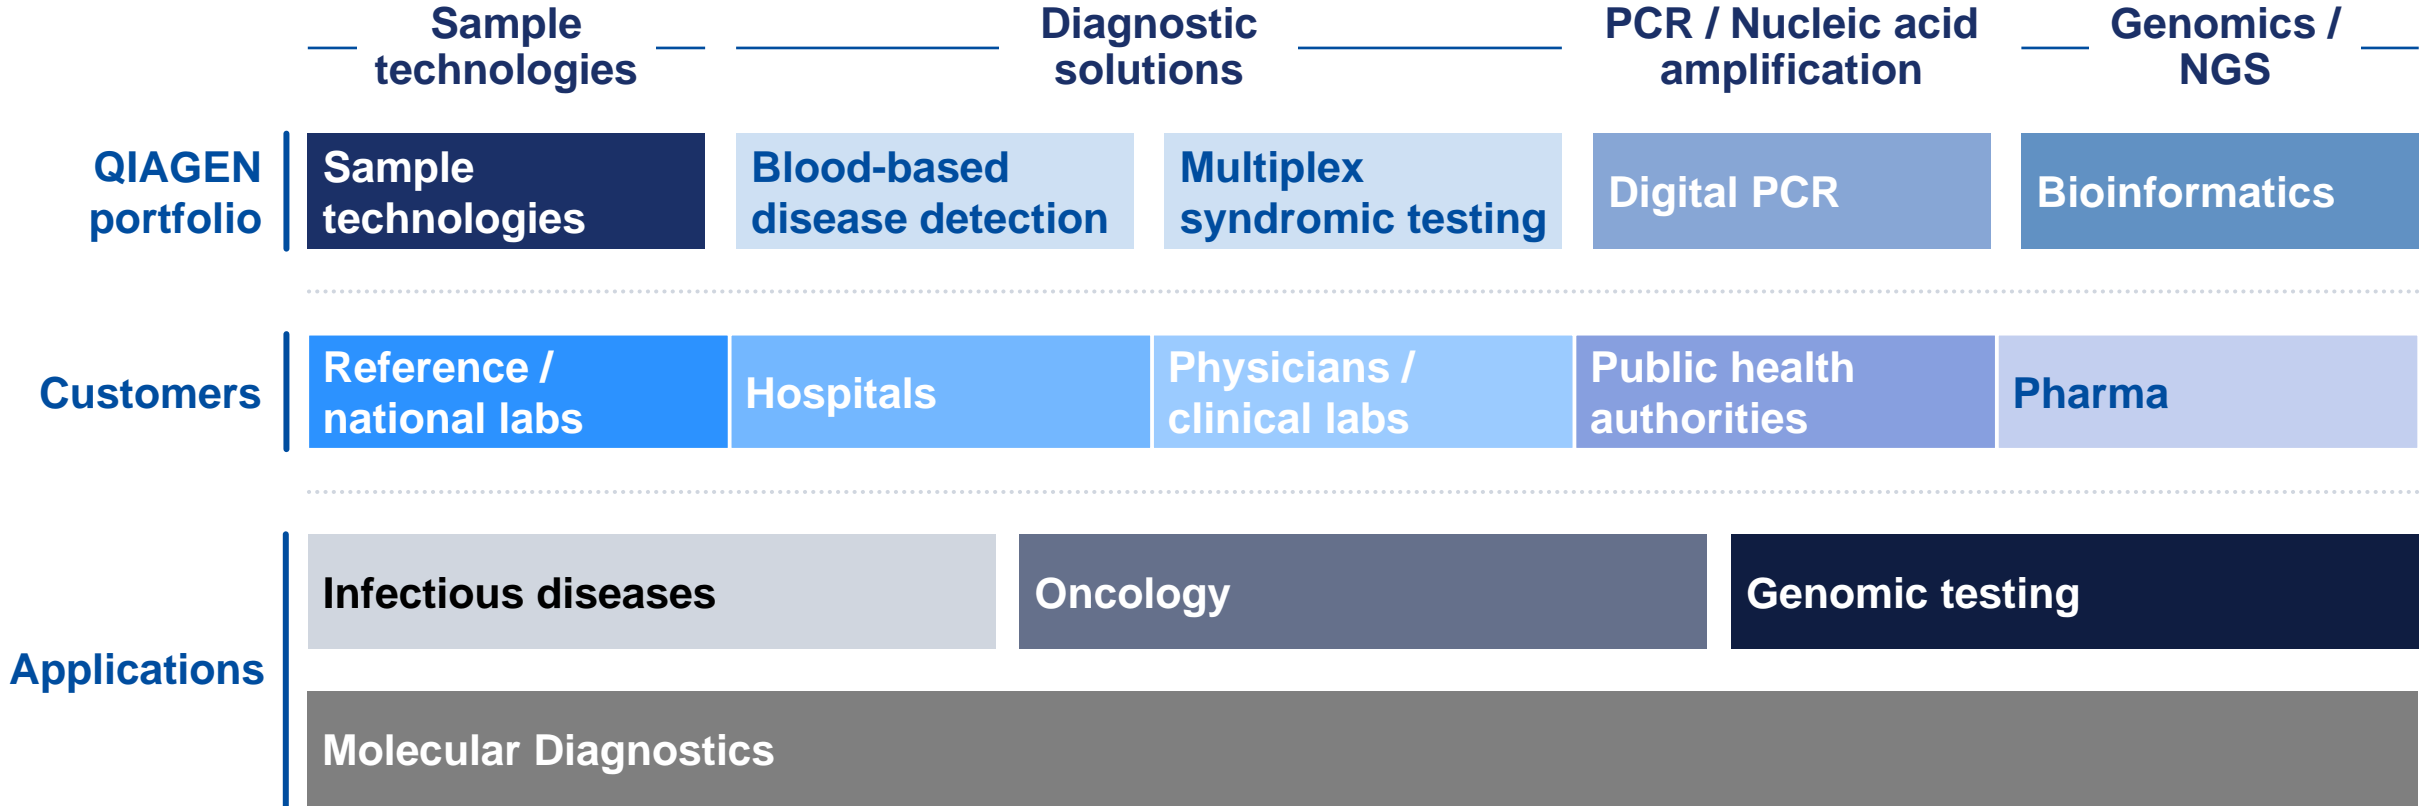 Sample
technologies
Diagnostic
solutions
PCR / Nucleic acid
amplification
Genomics /
NGS
QIAGEN
portfolio
Sample
technologies
Blood-based
disease detection
Multiplex
syndromic testing
Digital PCR
Bioinformatics
Customers
Reference /
national labs
Hospitals
Physicians /
clinical labs
Public health
authorities
Pharma
Applications
Infectious diseases
Oncology
Genomic testing
Molecular Diagnostics